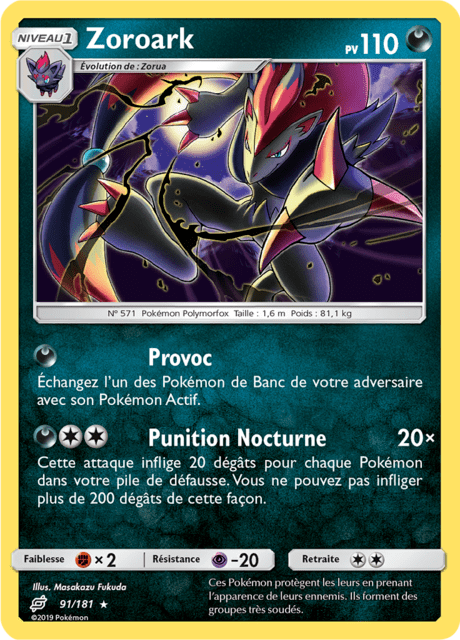 NIVEAU 1
Zoroark
PV 110
Évolution de : Zorua
N° 571 Pokémon Polymorfox Taille : 1,6 m Poids : 81,1 kg
Provoc
Échangez l'un des Pokémon de Banc de votre adversaire
avec son Pokémon Actif.
Punition Nocturne 20×
Cette attaque inflige 20 dégâts pour chaque Pokémon
dans votre pile de défausse. Vous ne pouvez pas infliger
plus de 200 dégâts de cette façon.
Faiblesse ×2 Résistance -20 Retraite
Illus. Masakazu Fukuda
91/181 ★
©2019 Pokémon
Ces Pokémon protègent les leurs en prenant
l'apparence de leurs ennemis. Ils forment des
groupes très soudés.